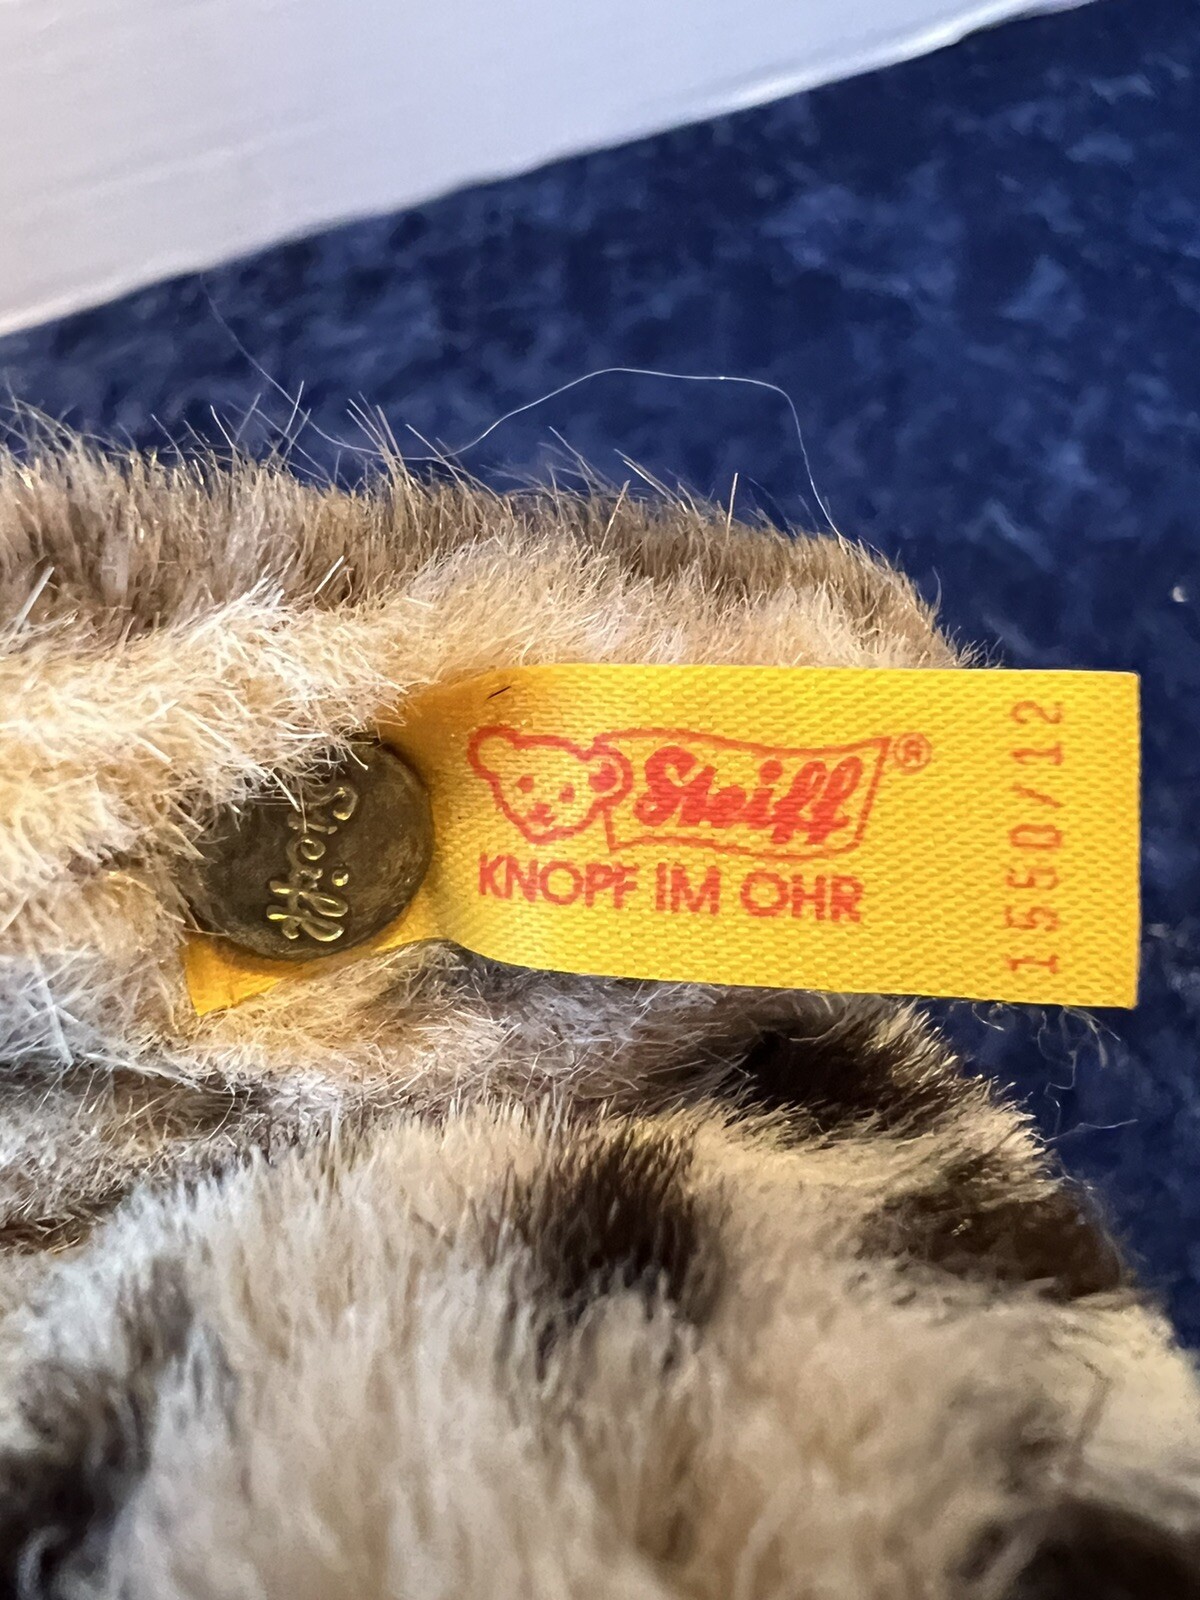 Steiff
Steiff ®
KNOPF IM OHR
1550/12